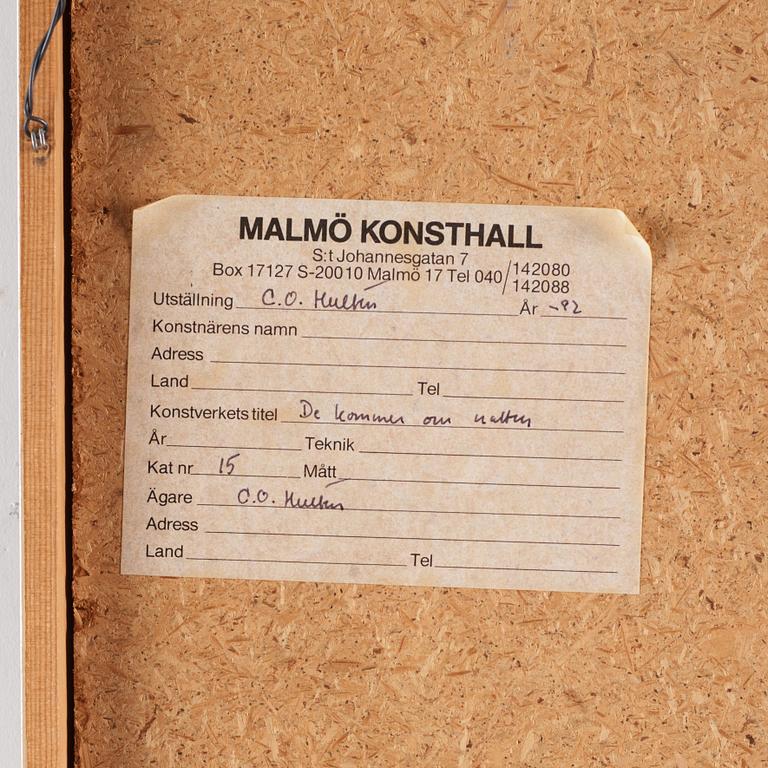 MALMÖ KONSTHALL
S:t Johannesgatan 7
Box 17127 S-200 10 Malmö 17 Tel 040/142080
142088
Utställning C.O. Hultén År -92
Konstnärens namn
Adress
Land Tel
Konstverkets titel De kommer om natten
År Teknik
Kat nr 15 Mått
Ägare C.O. Hultén
Adress
Land Tel